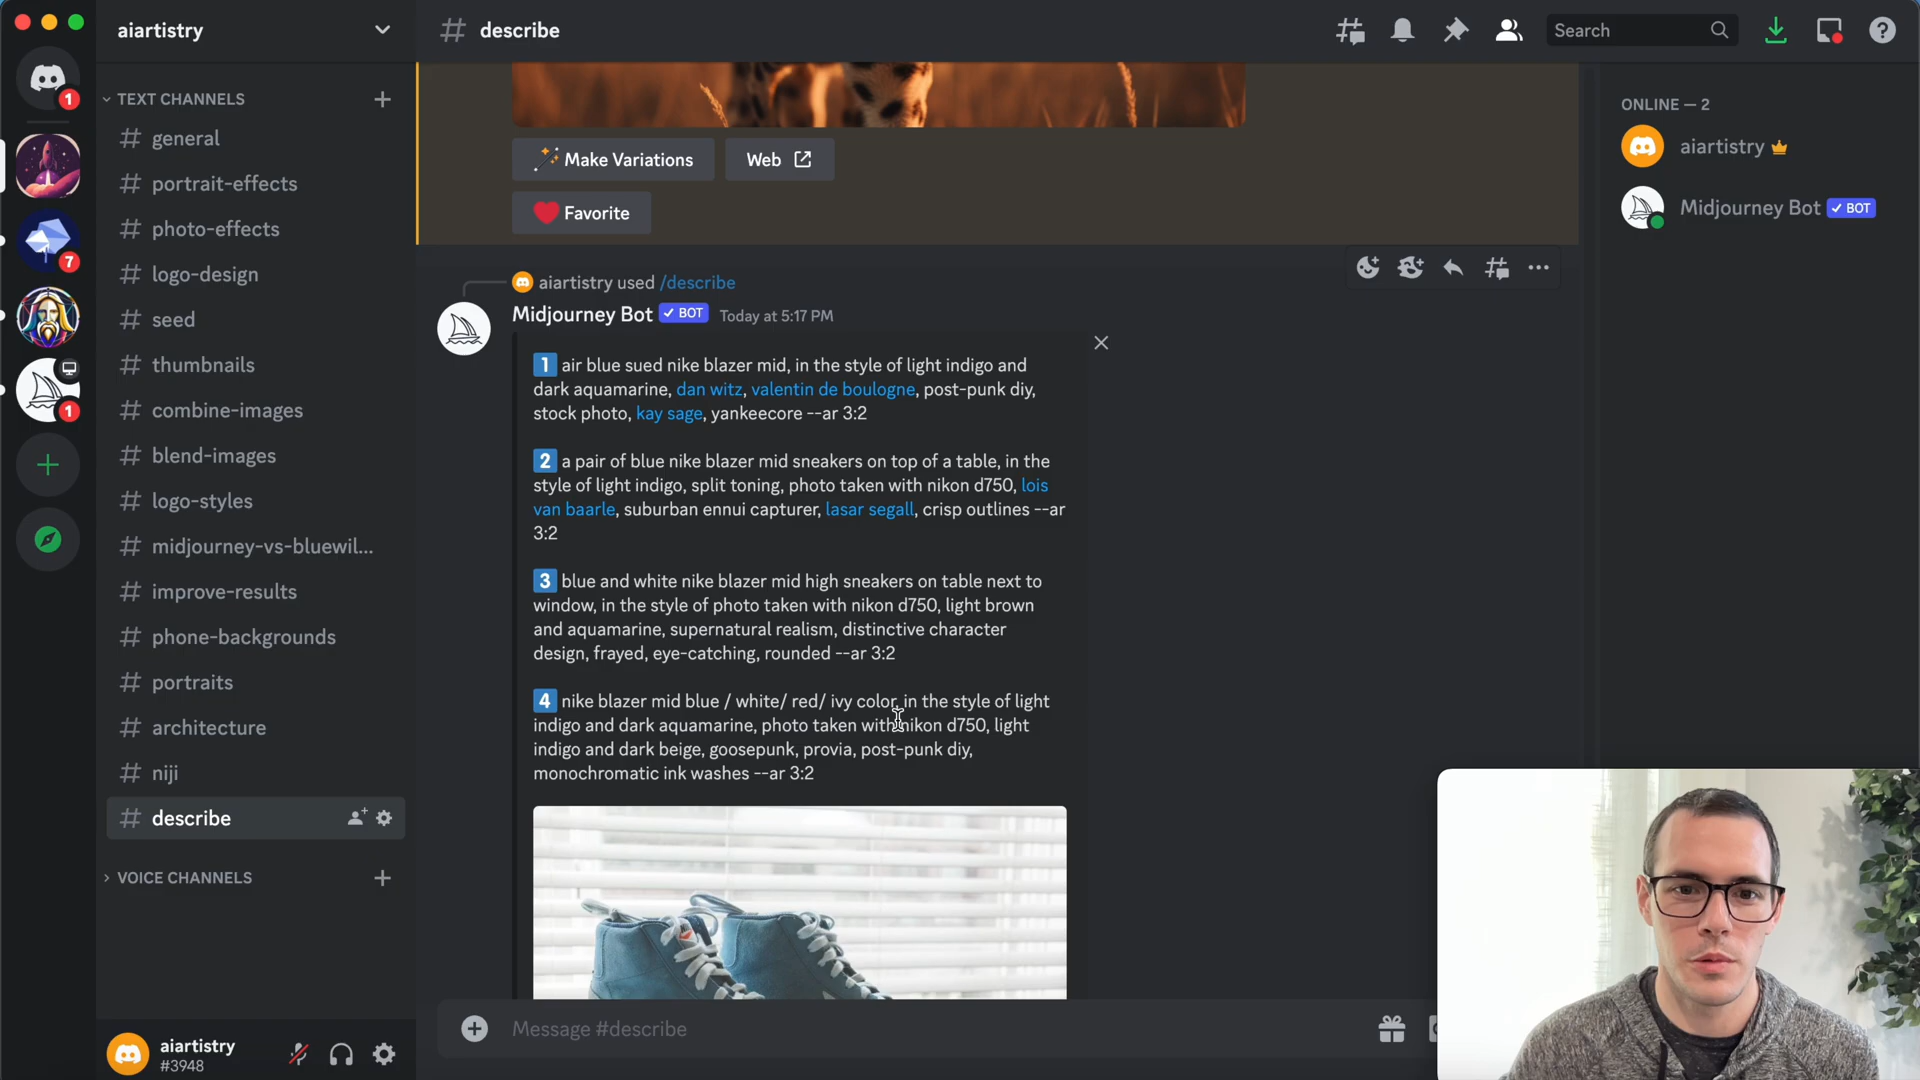 aiartistry
# describe
Search
1
TEXT CHANNELS
# general
# portrait-effects
# photo-effects
7
# logo-design
# seed
# thumbnails
1
# combine-images
# blend-images
# logo-styles
# midjourney-vs-bluewil...
# improve-results
# phone-backgrounds
# portraits
# architecture
# niji
# describe
VOICE CHANNELS
aiartistry
#3948
Make Variations
Web
Favorite
aiartistry used /describe
Midjourney Bot ✓ BOT Today at 5:17 PM
1 air blue sued nike blazer mid, in the style of light indigo and
dark aquamarine, dan witz, valentin de boulogne, post-punk diy,
stock photo, kay sage, yankeecore --ar 3:2
2 a pair of blue nike blazer mid sneakers on top of a table, in the
style of light indigo, split toning, photo taken with nikon d750, lois
van baarle, suburban ennui capturer, lasar segall, crisp outlines --ar
3:2
3 blue and white nike blazer mid high sneakers on table next to
window, in the style of photo taken with nikon d750, light brown
and aquamarine, supernatural realism, distinctive character
design, frayed, eye-catching, rounded --ar 3:2
4 nike blazer mid blue / white/ red/ ivy color, in the style of light
indigo and dark aquamarine, photo taken with nikon d750, light
indigo and dark beige, goosepunk, provia, post-punk diy,
monochromatic ink washes --ar 3:2
Message #describe
ONLINE — 2
aiartistry
Midjourney Bot ✓ BOT